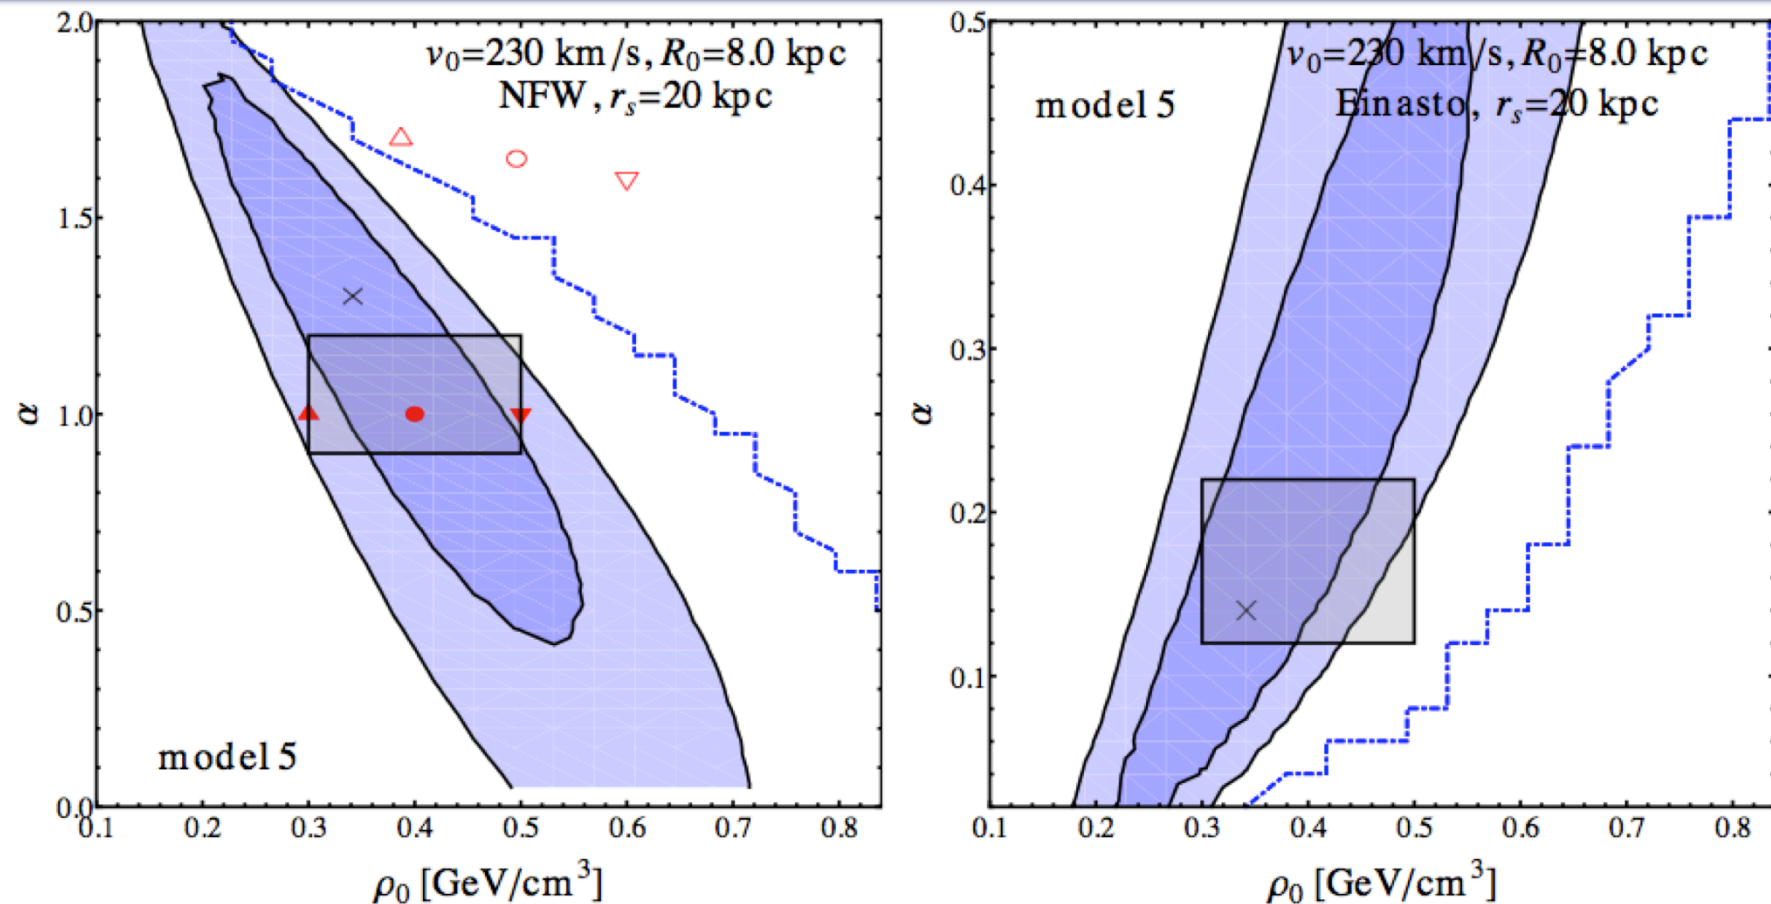 v₀=230 km/s, R₀=8.0 kpc
NFW, rₛ=20 kpc
model 5
α
2.0
1.5
1.0
0.5
0.0
0.1 0.2 0.3 0.4 0.5 0.6 0.7 0.8
ρ₀ [GeV/cm³]
v₀=230 km/s, R₀=8.0 kpc
Einasto, rₛ=20 kpc
model 5
α
0.5
0.4
0.3
0.2
0.1
0.1 0.2 0.3 0.4 0.5 0.6 0.7 0.8
ρ₀ [GeV/cm³]